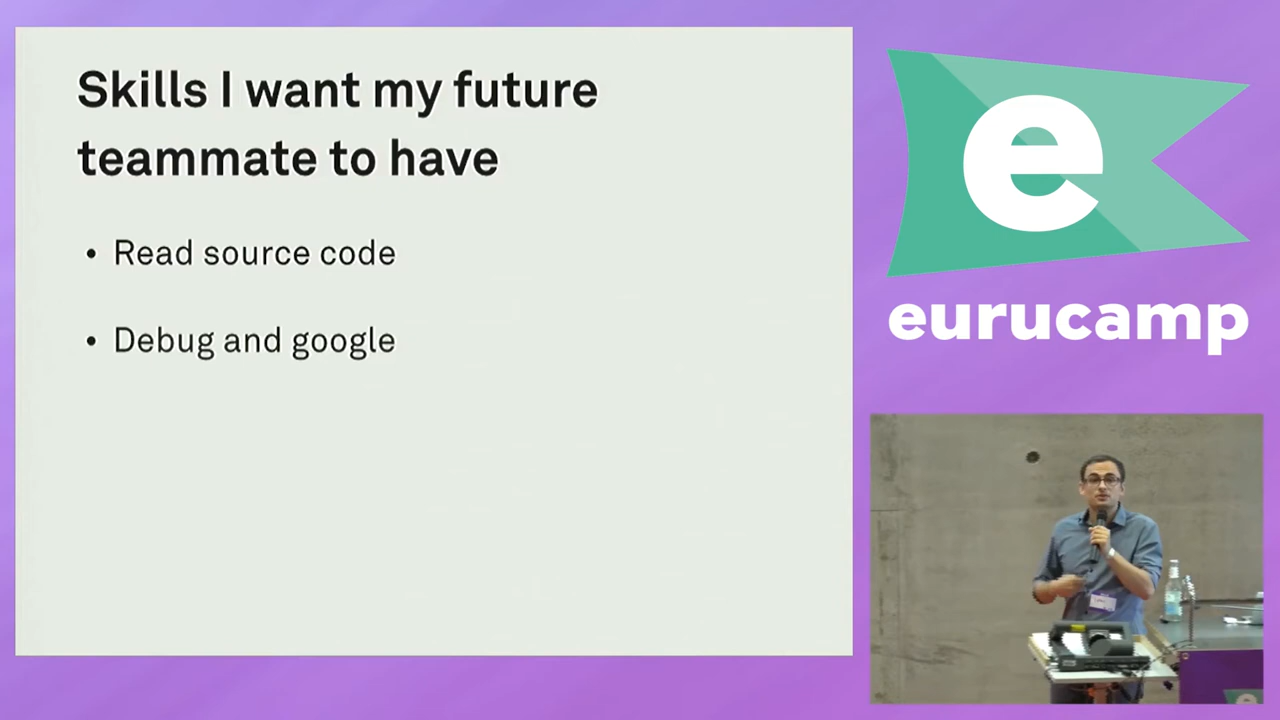 Skills I want my future
teammate to have
• Read source code
• Debug and google
e
eurucamp